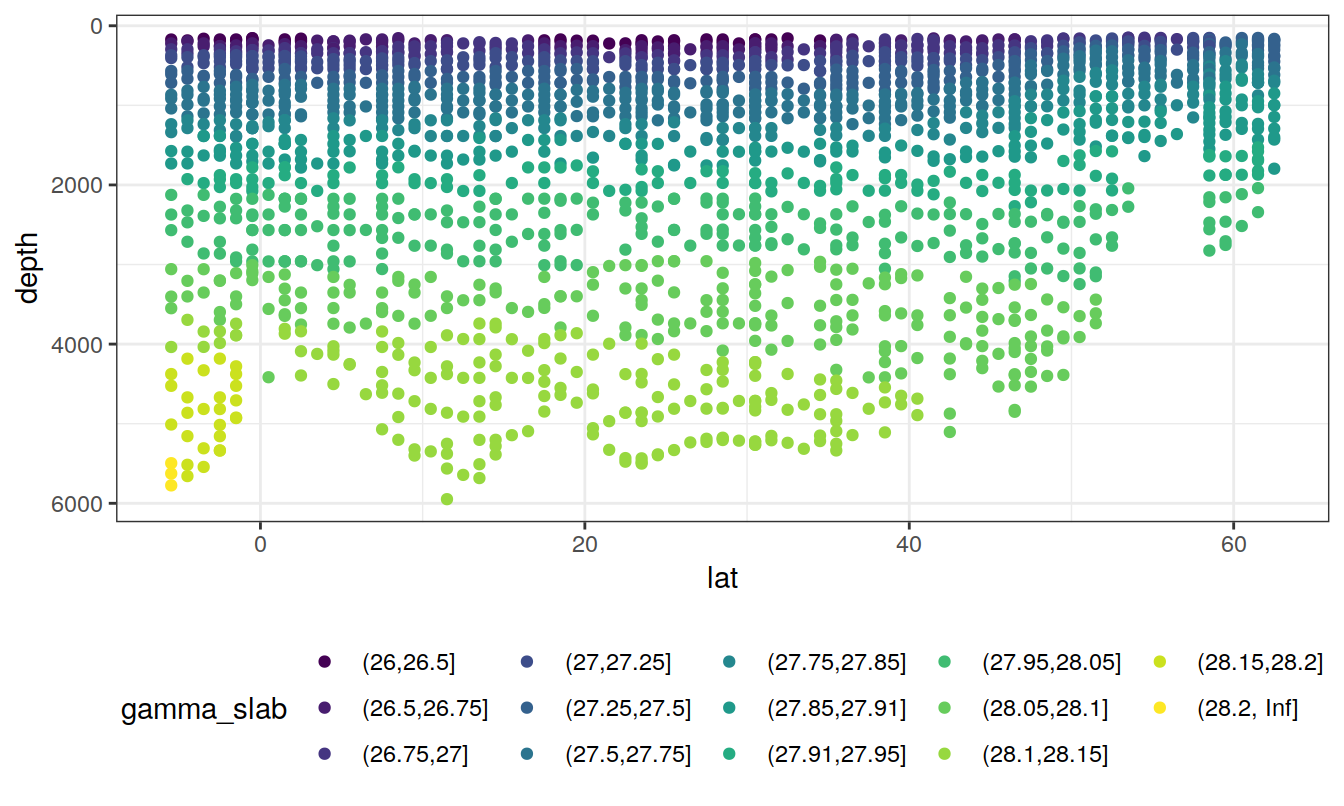 0
2000
4000
6000
depth
0 20 40 60
lat
gamma_slab
(26,26.5] (27,27.25] (27.75,27.85] (27.95,28.05] (28.15,28.2]
(26.5,26.75] (27.25,27.5] (27.85,27.91] (28.05,28.1] (28.2, Inf]
(26.75,27] (27.5,27.75] (27.91,27.95] (28.1,28.15]